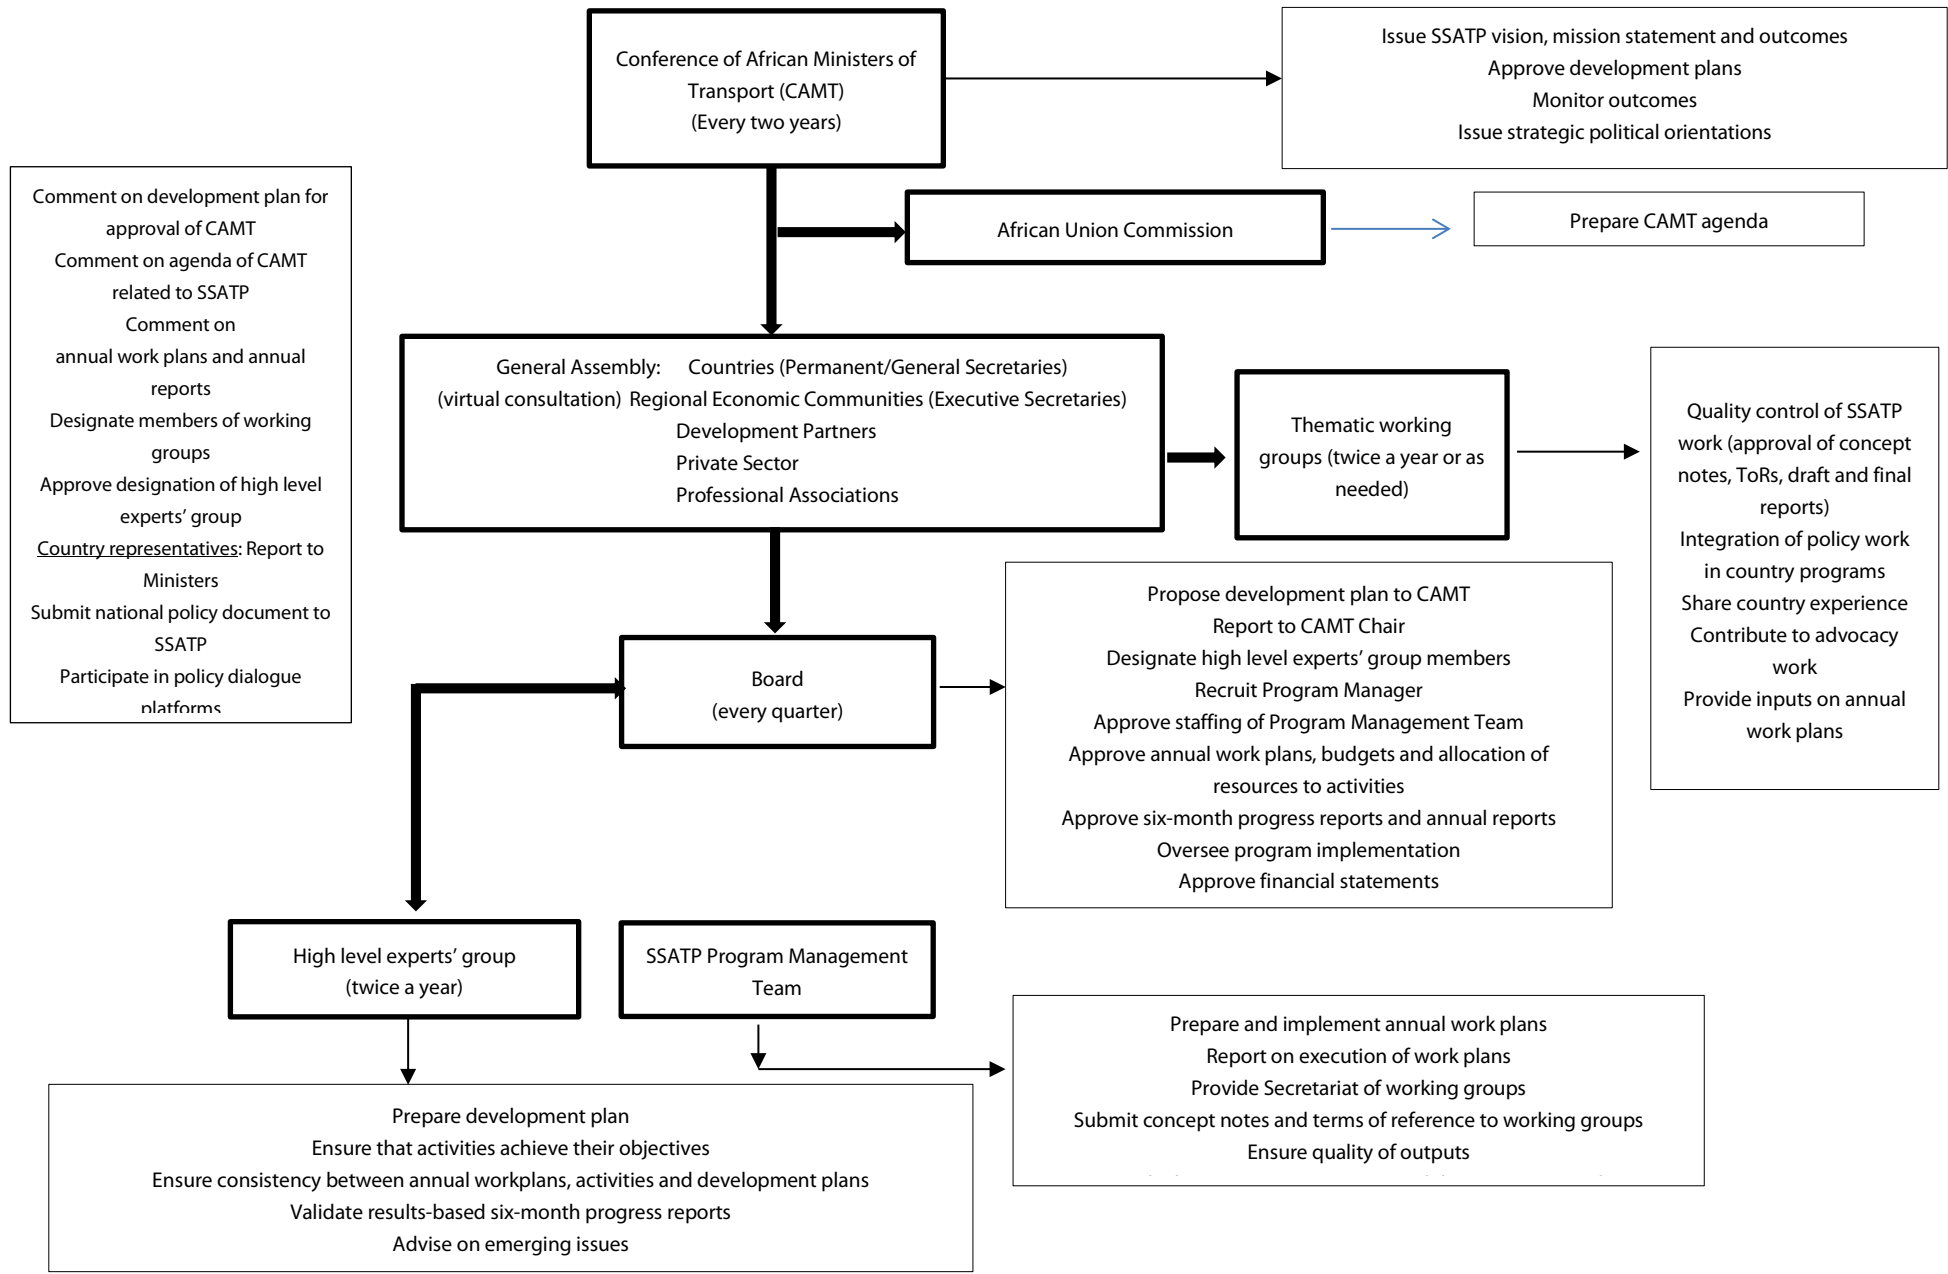 Conference of African Ministers of
Transport (CAMT)
(Every two years)
Issue SSATP vision, mission statement and outcomes
Approve development plans
Monitor outcomes
Issue strategic political orientations
African Union Commission
Prepare CAMT agenda
Comment on development plan for
approval of CAMT
Comment on agenda of CAMT
related to SSATP
Comment on
annual work plans and annual
reports
Designate members of working
groups
Approve designation of high level
experts’ group
Country representatives: Report to
Ministers
Submit national policy document to
SSATP
Participate in policy dialogue
platforms
General Assembly: Countries (Permanent/General Secretaries)
(virtual consultation) Regional Economic Communities (Executive Secretaries)
Development Partners
Private Sector
Professional Associations
Thematic working
groups (twice a year or as
needed)
Quality control of SSATP
work (approval of concept
notes, ToRs, draft and final
reports)
Integration of policy work
in country programs
Share country experience
Contribute to advocacy
work
Provide inputs on annual
work plans
Board
(every quarter)
Propose development plan to CAMT
Report to CAMT Chair
Designate high level experts’ group members
Recruit Program Manager
Approve staffing of Program Management Team
Approve annual work plans, budgets and allocation of
resources to activities
Approve six-month progress reports and annual reports
Oversee program implementation
Approve financial statements
High level experts’ group
(twice a year)
SSATP Program Management
Team
Prepare and implement annual work plans
Report on execution of work plans
Provide Secretariat of working groups
Submit concept notes and terms of reference to working groups
Ensure quality of outputs
Prepare development plan
Ensure that activities achieve their objectives
Ensure consistency between annual workplans, activities and development plans
Validate results-based six-month progress reports
Advise on emerging issues